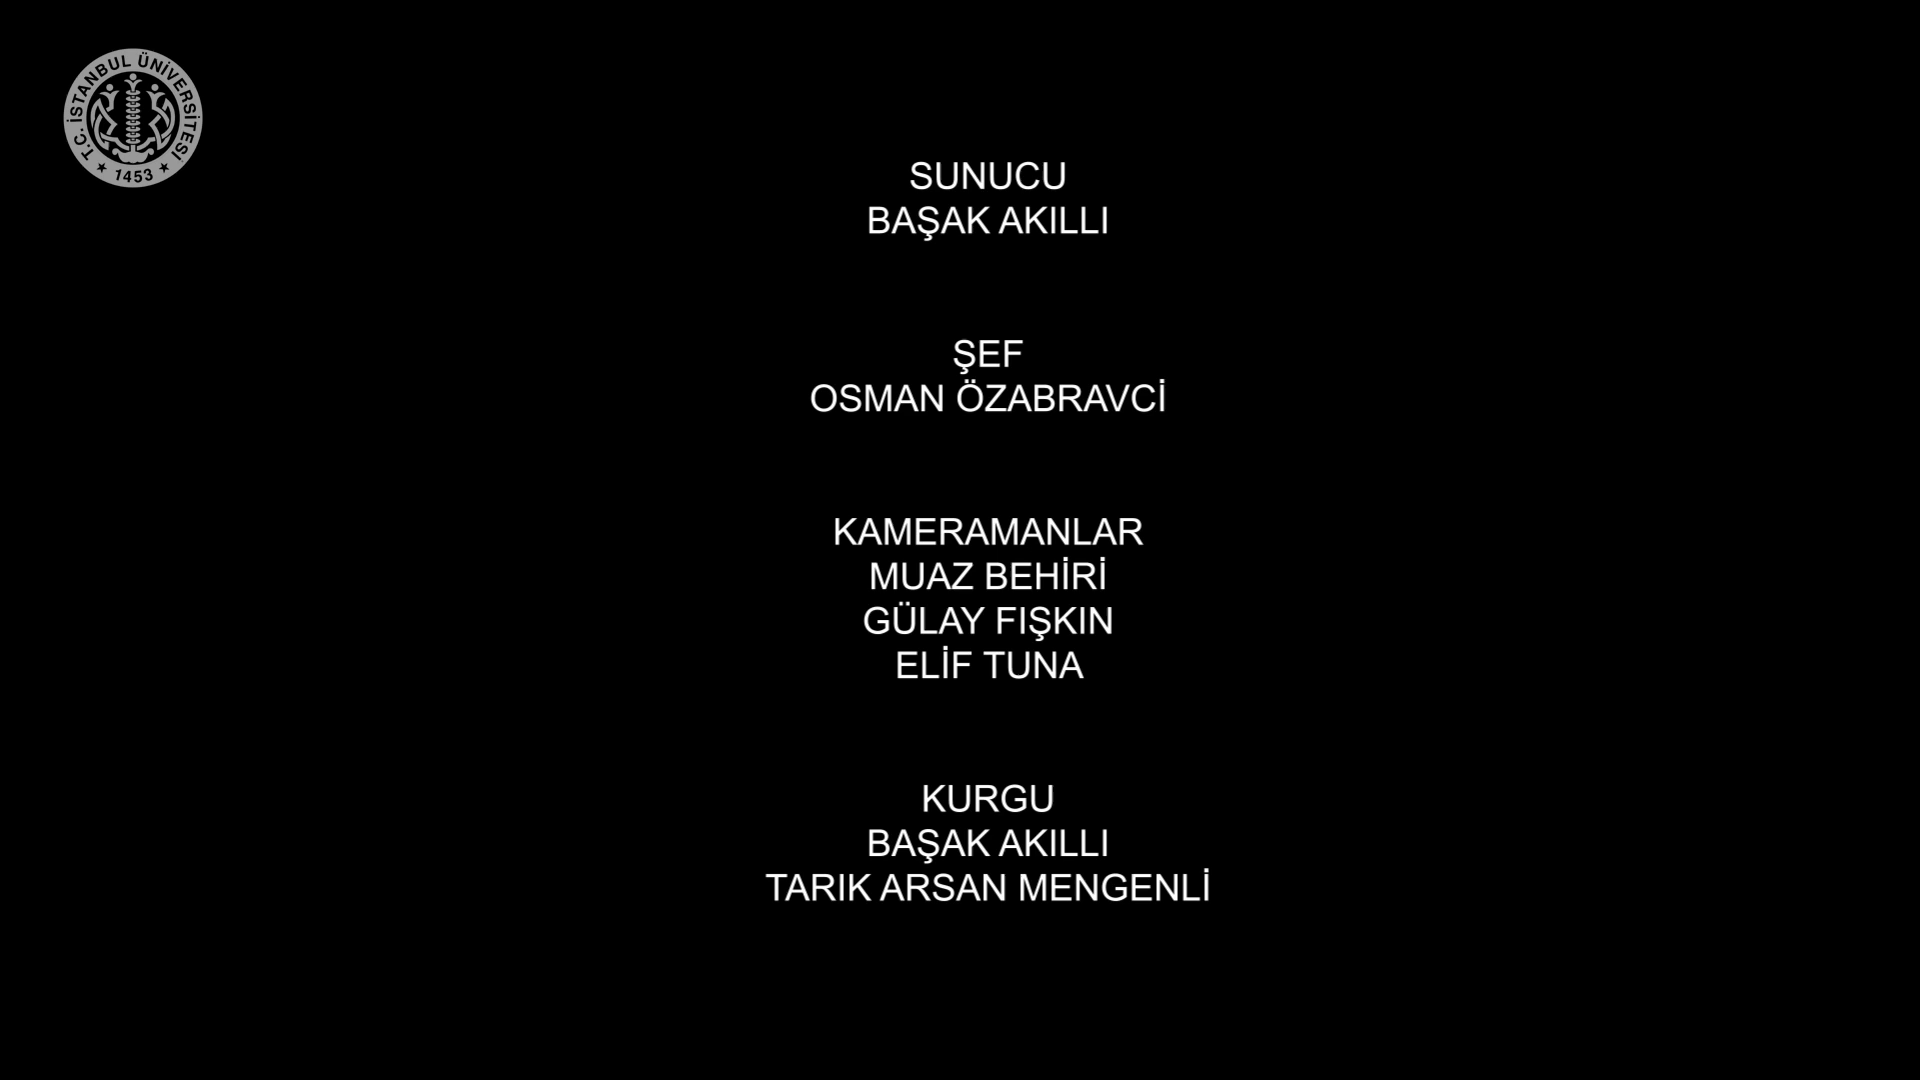 T.C. İSTANBUL ÜNİVERSİTESİ
1453
SUNUCU
BAŞAK AKILLI
ŞEF
OSMAN ÖZABRAVCİ
KAMERAMANLAR
MUAZ BEHİRİ
GÜLAY FIŞKIN
ELİF TUNA
KURGU
BAŞAK AKILLI
TARIK ARSAN MENGENLİ